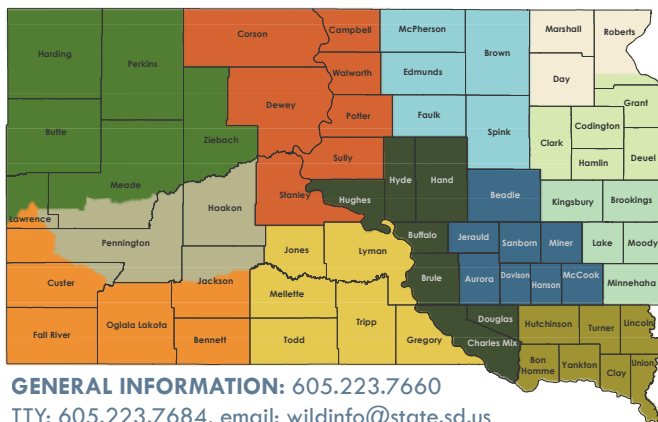 Harding
Perkins
Corson
Campbell
McPherson
Brown
Marshall
Roberts
Walworth
Edmunds
Day
Dewey
Grant
Butte
Ziebach
Potter
Faulk
Spink
Codington
Clark
Deuel
Sully
Hamlin
Meade
Hyde
Hand
Haakon
Stanley
Hughes
Beadle
Kingsbury
Brookings
Lawrence
Pennington
Buffalo
Jerauld
Sanborn
Miner
Lake
Moody
Jones
Lyman
Custer
Jackson
Brule
Aurora
Davison
Hanson
McCook
Minnehaha
Mellette
Fall River
Oglala Lakota
Bennett
Todd
Tripp
Gregory
Douglas
Charles Mix
Hutchinson
Turner
Lincoln
Bon
Homme
Yankton
Clay
Union
GENERAL INFORMATION: 605.223.7660
TTY: 605.223.7684, email: wildinfo@state.sd.us